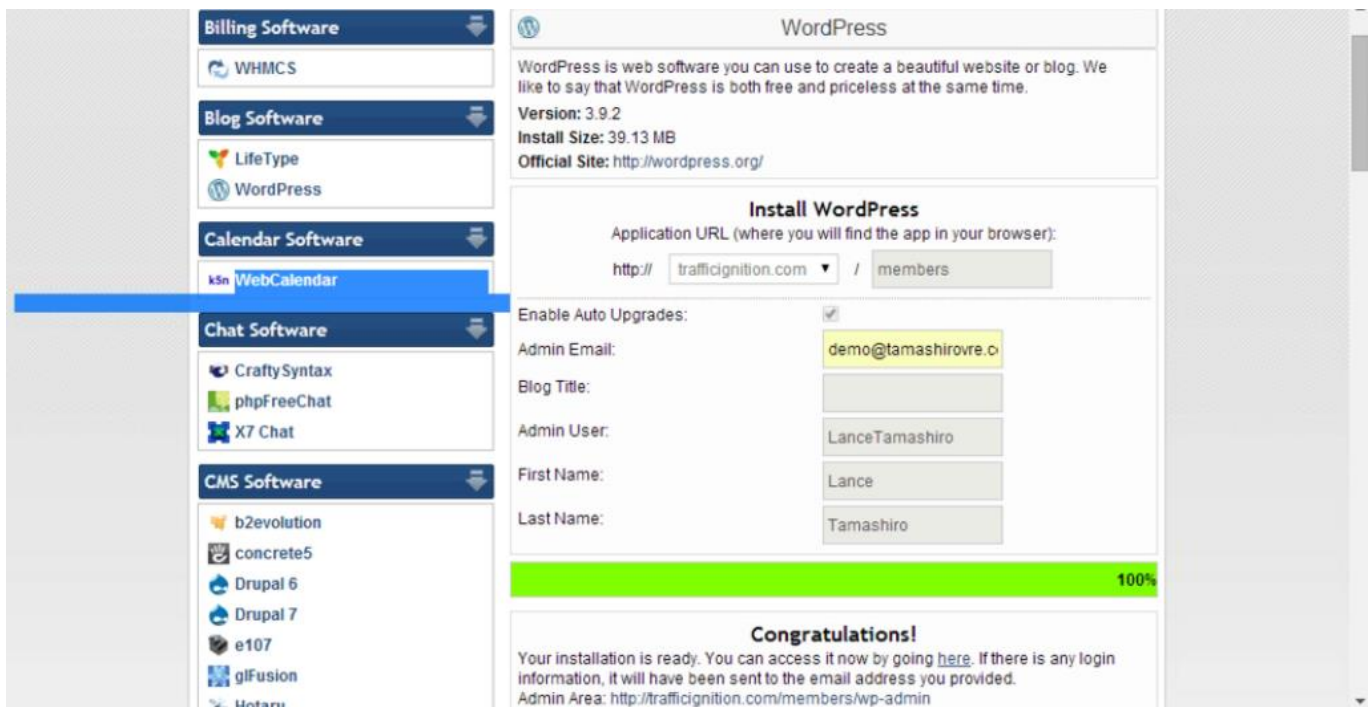 Billing Software
WHMCS
Blog Software
LifeType
WordPress
Calendar Software
k5n WebCalendar
Chat Software
CraftySyntax
phpFreeChat
X7 Chat
CMS Software
b2evolution
concrete5
Drupal 6
Drupal 7
e107
glFusion
Hotaru
WordPress
WordPress is web software you can use to create a beautiful website or blog. We
like to say that WordPress is both free and priceless at the same time.
Version: 3.9.2
Install Size: 39.13 MB
Official Site: http://wordpress.org/
Install WordPress
Application URL (where you will find the app in your browser):
http:// trafficignition.com / members
Enable Auto Upgrades:
Admin Email: demo@tamashirovre.c
Blog Title:
Admin User: LanceTamashiro
First Name: Lance
Last Name: Tamashiro
100%
Congratulations!
Your installation is ready. You can access it now by going here. If there is any login
information, it will have been sent to the email address you provided.
Admin Area: http://trafficignition.com/members/wp-admin